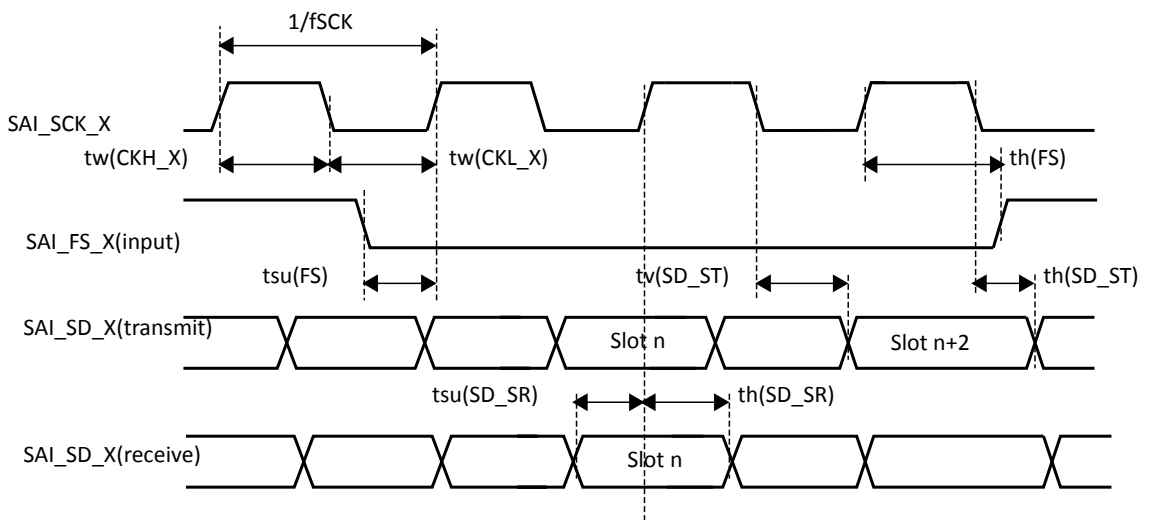 1/fSCK
SAI_SCK_X
tw(CKH_X)
tw(CKL_X)
th(FS)
SAI_FS_X(input)
tsu(FS)
tv(SD_ST)
th(SD_ST)
SAI_SD_X(transmit)
Slot n
Slot n+2
tsu(SD_SR)
th(SD_SR)
SAI_SD_X(receive)
Slot n